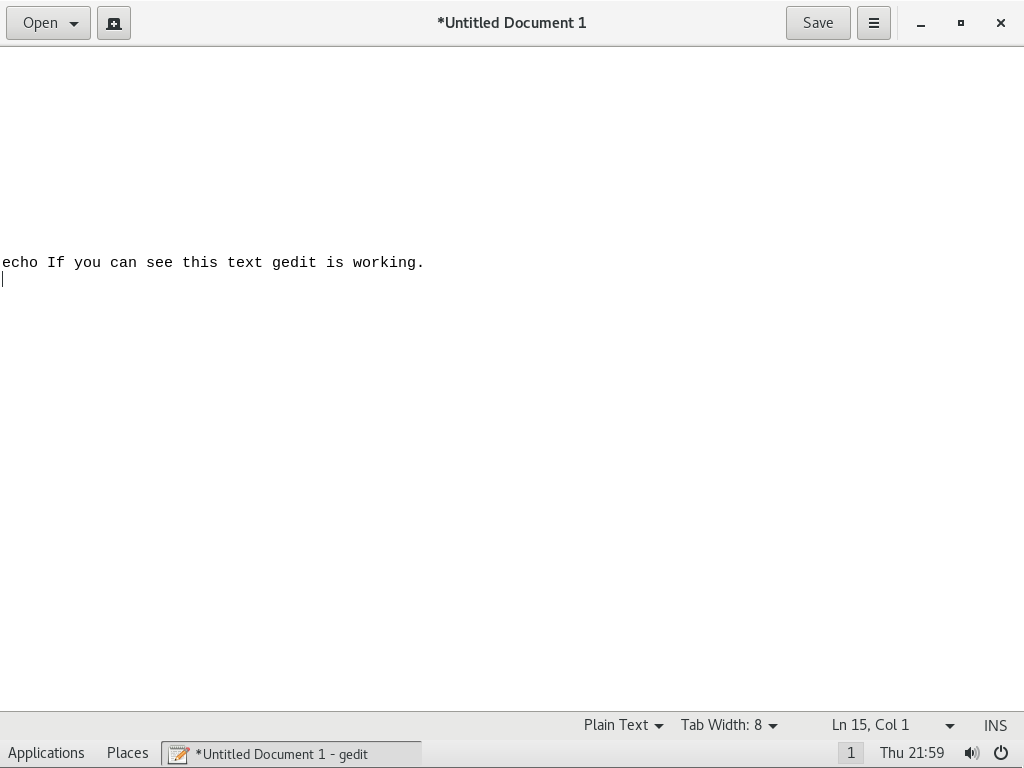 Open
*Untitled Document 1
Save
echo If you can see this text gedit is working.
Plain Text
Tab Width: 8
Ln 15, Col 1
INS
Applications
Places
*Untitled Document 1 - gedit
1
Thu 21:59